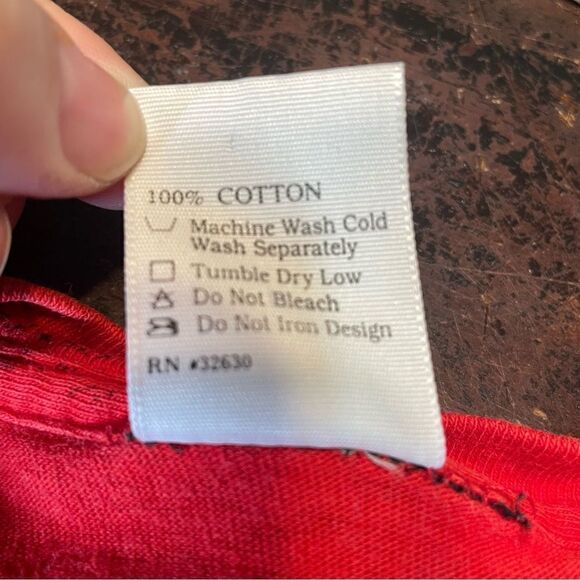 100% COTTON
Machine Wash Cold
Wash Separately
Tumble Dry Low
Do Not Bleach
Do Not Iron Design
RN #32630